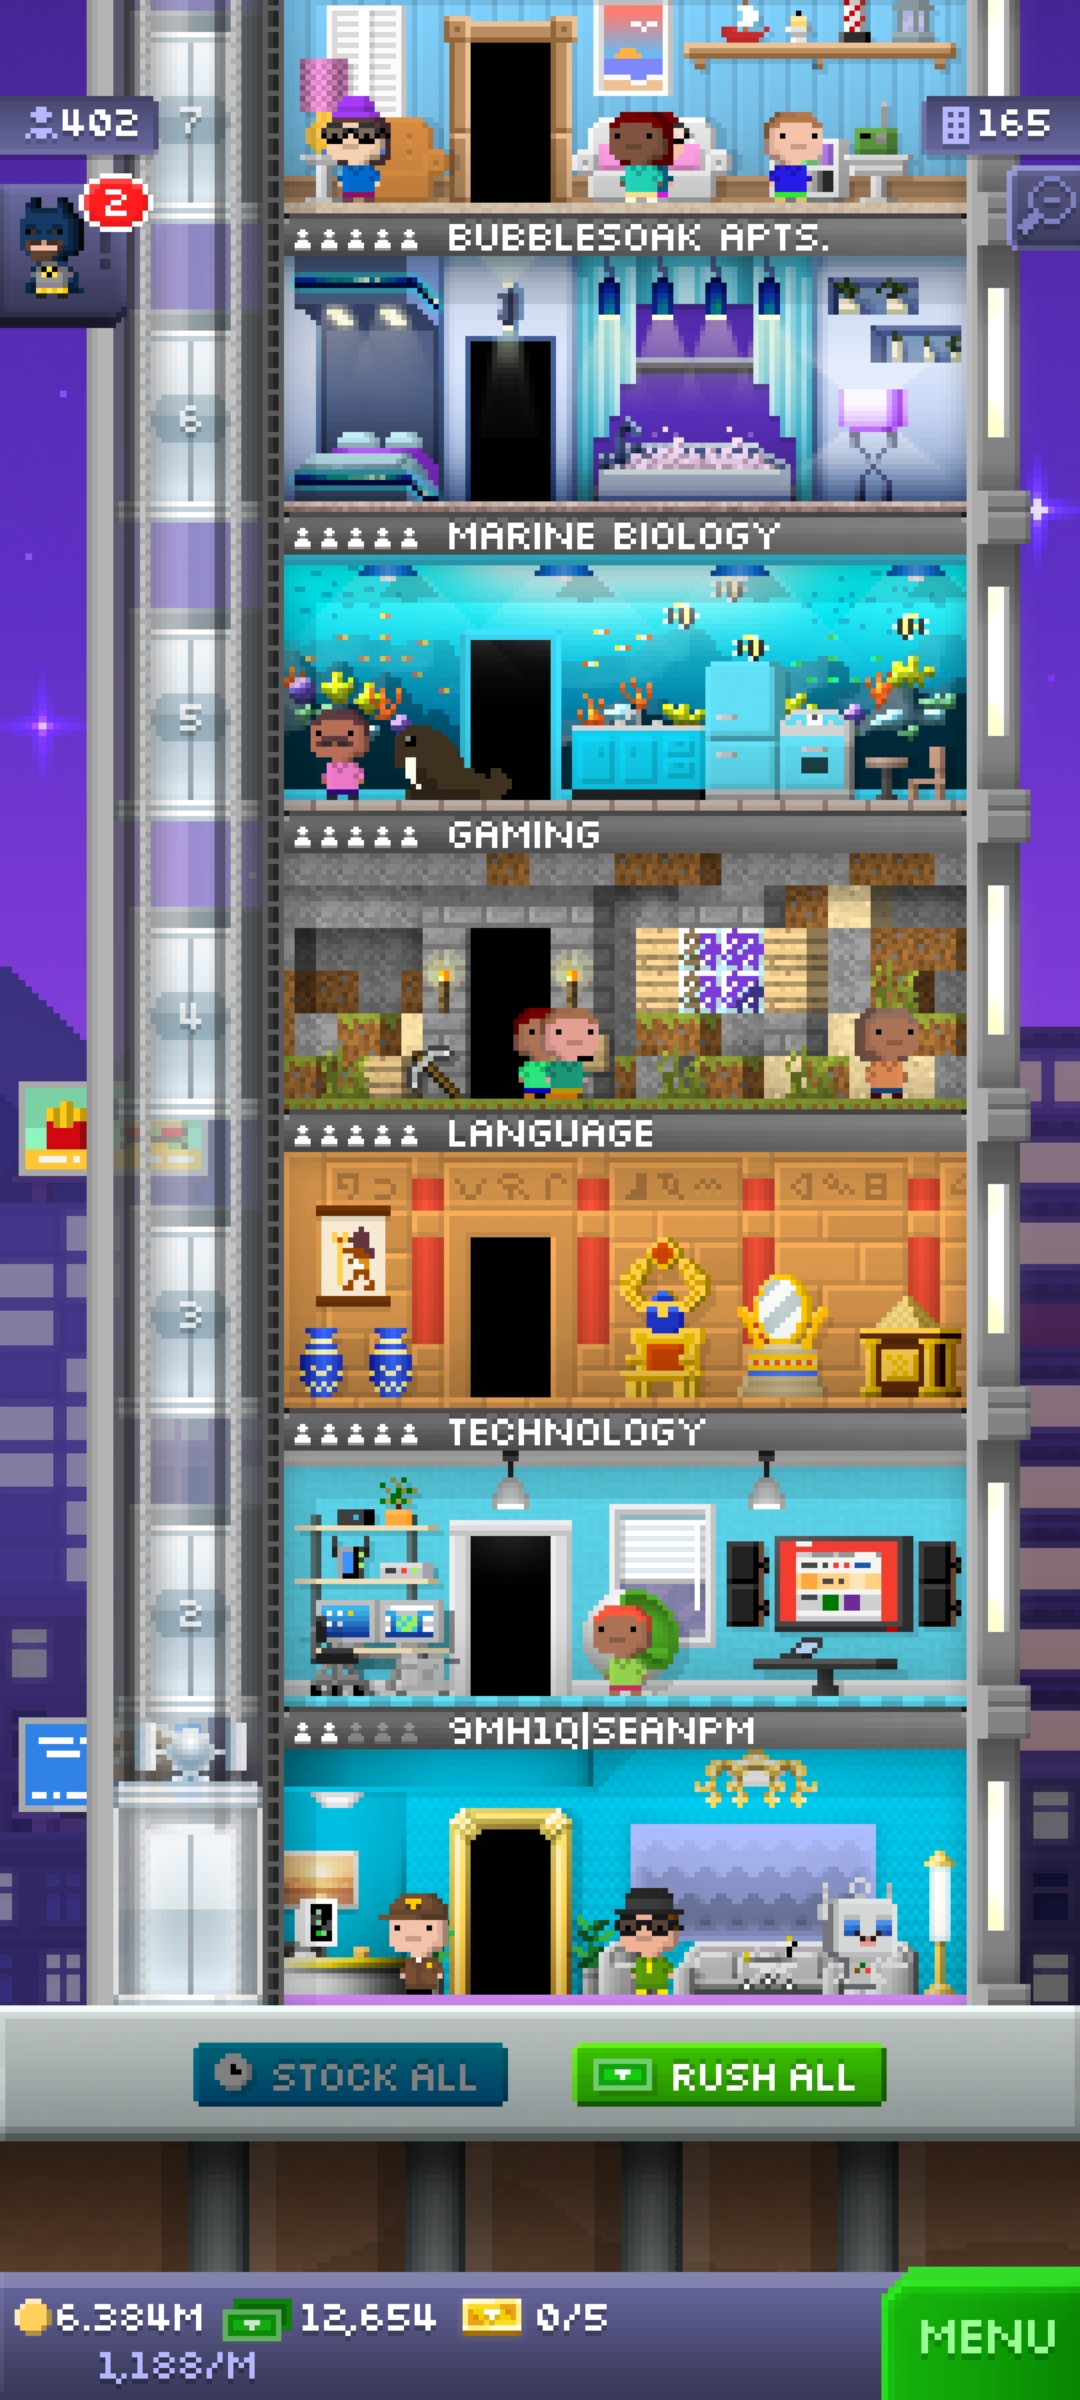 402
7
165
2
BUBBLESOAK APTS.
6
MARINE BIOLOGY
5
GAMING
4
LANGUAGE
3
TECHNOLOGY
2
9MH1Q|SEANPM
STOCK ALL
RUSH ALL
6.384M
12,654
0/5
1,188/M
MENU